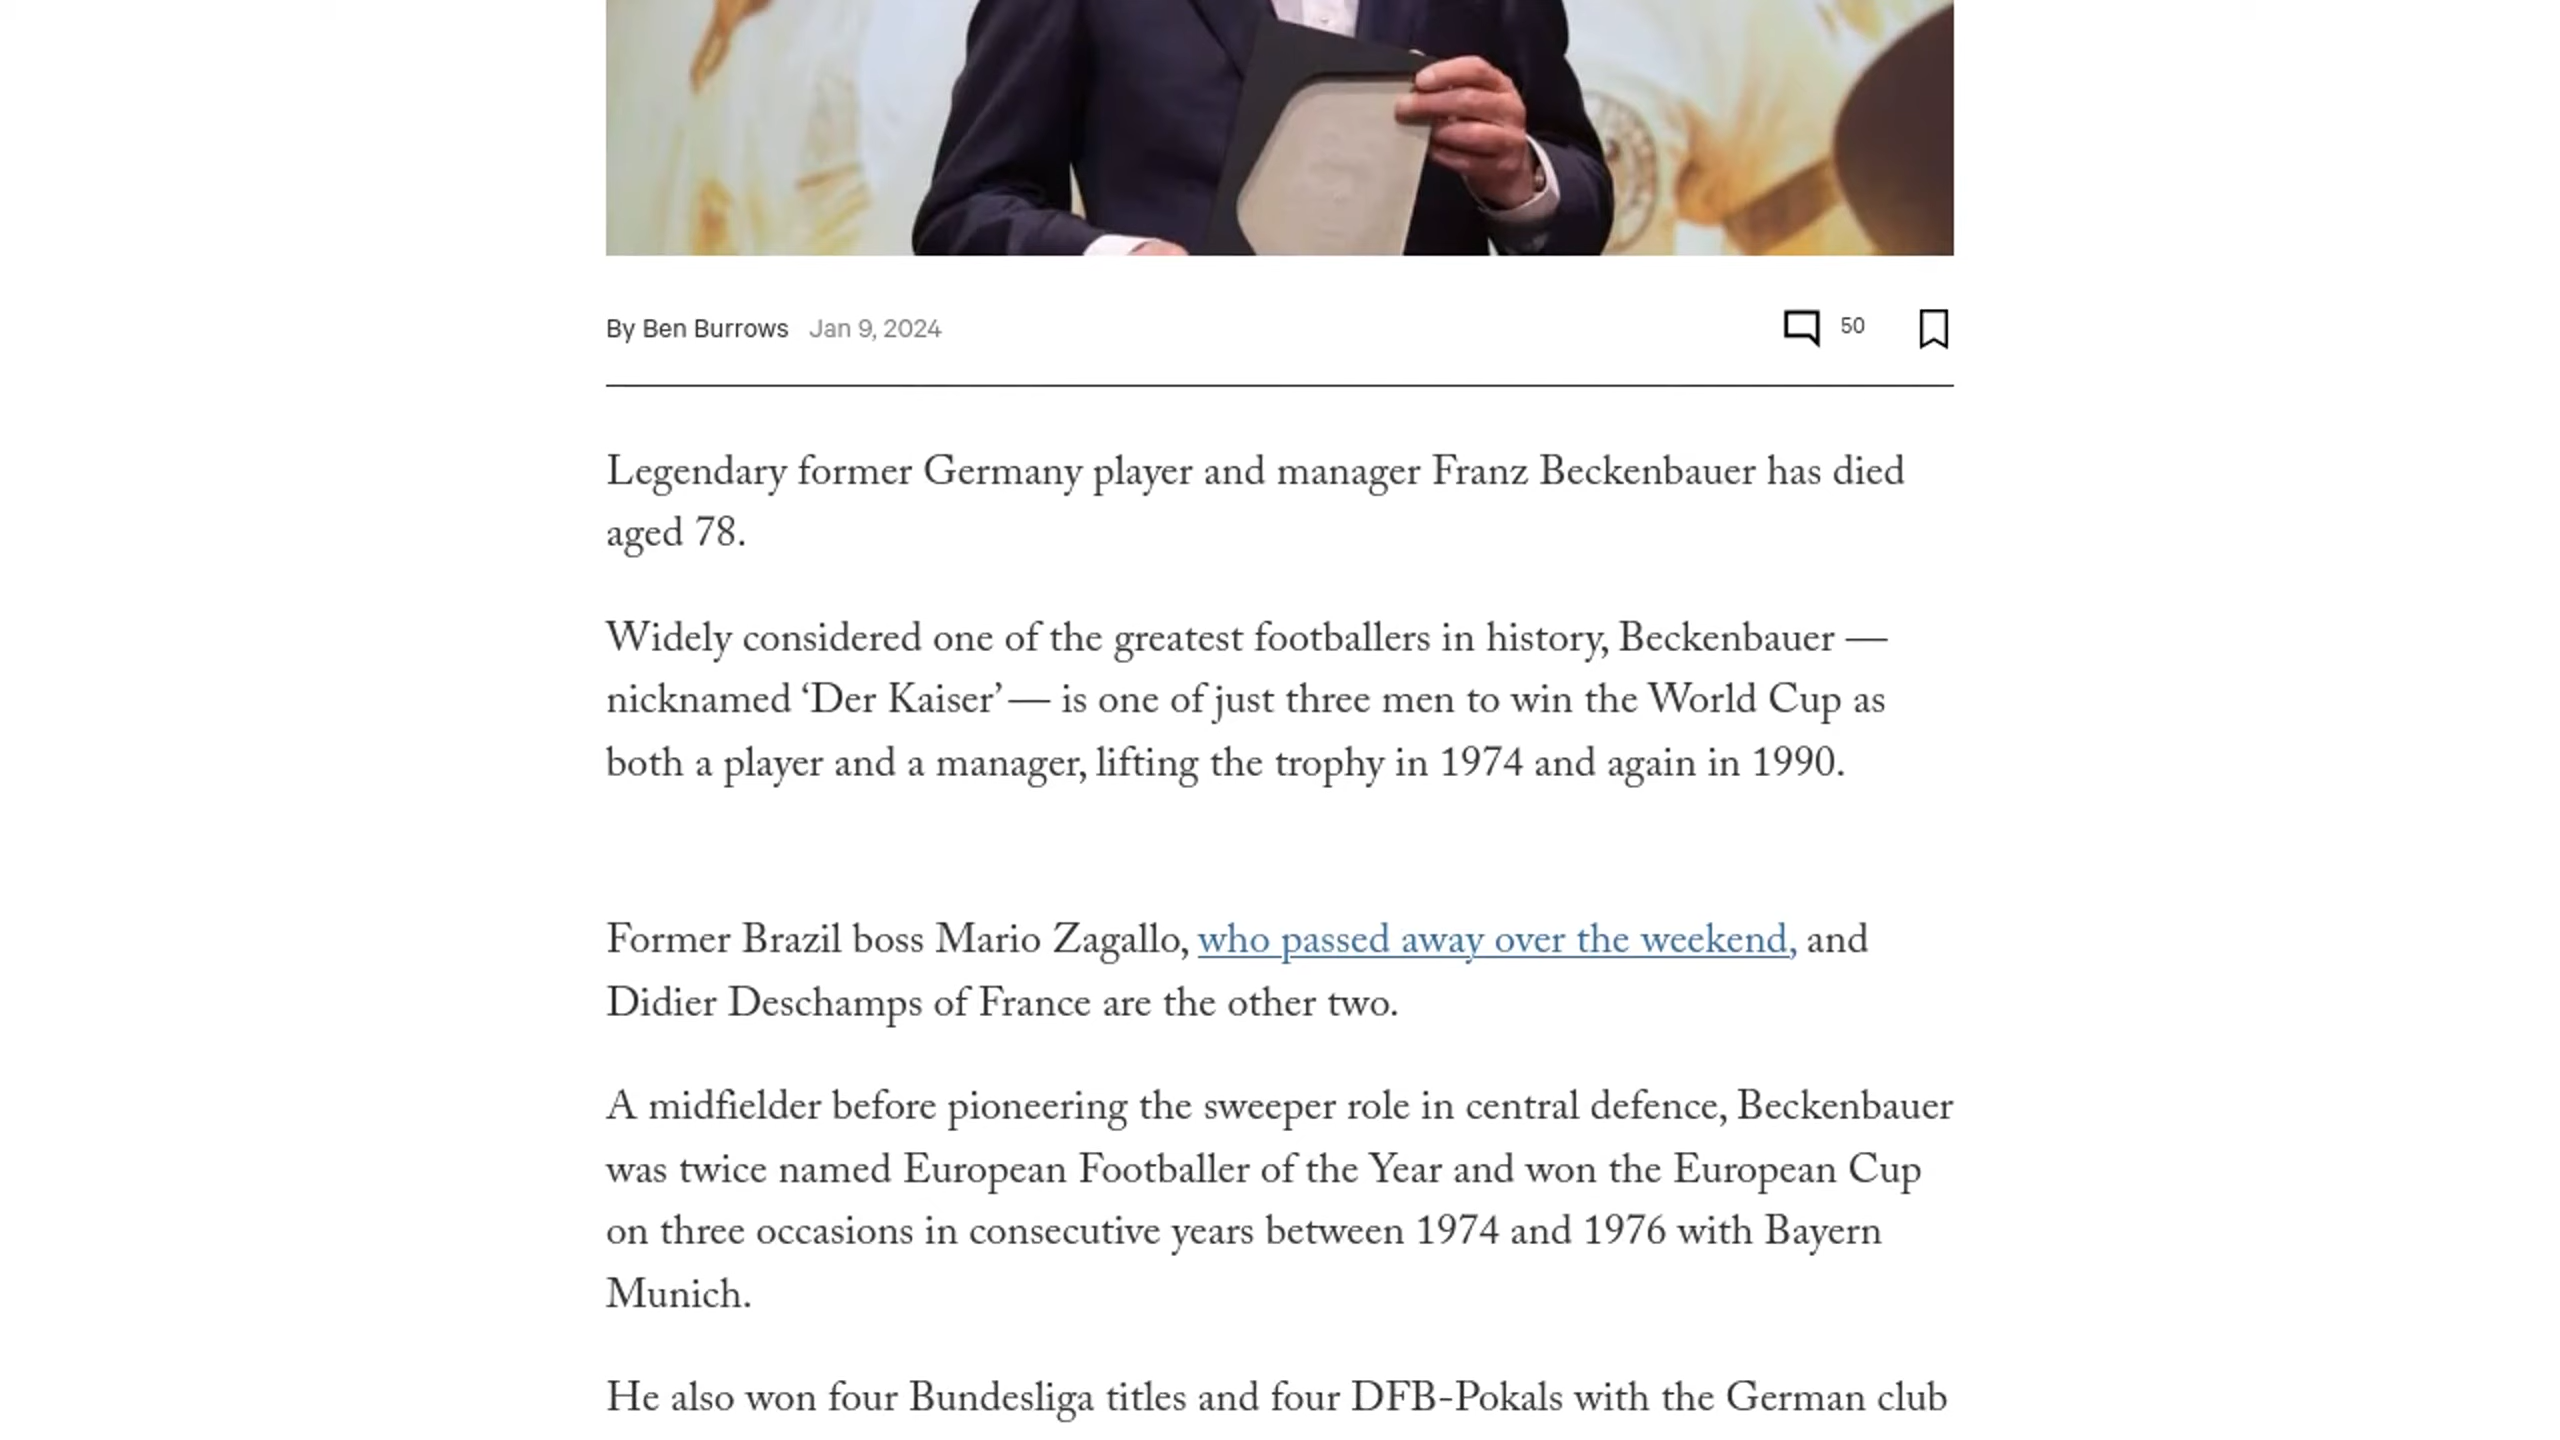 By Ben Burrows Jan 9, 2024
50
Legendary former Germany player and manager Franz Beckenbauer has died
aged 78.
Widely considered one of the greatest footballers in history, Beckenbauer —
nicknamed ‘Der Kaiser’ — is one of just three men to win the World Cup as
both a player and a manager, lifting the trophy in 1974 and again in 1990.
Former Brazil boss Mario Zagallo, who passed away over the weekend, and
Didier Deschamps of France are the other two.
A midfielder before pioneering the sweeper role in central defence, Beckenbauer
was twice named European Footballer of the Year and won the European Cup
on three occasions in consecutive years between 1974 and 1976 with Bayern
Munich.
He also won four Bundesliga titles and four DFB-Pokals with the German club